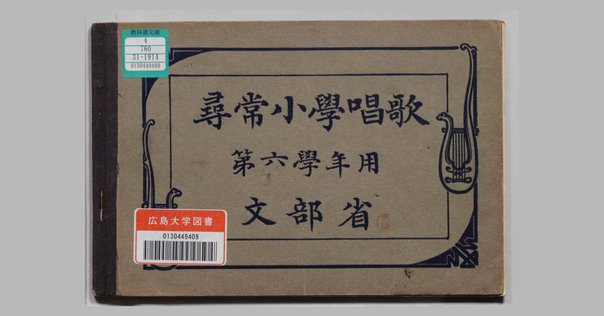 教科書文庫
4
760
31-1914
0130449409
尋常小學唱歌
第六學年用
文部省
広島大学図書
0130449409